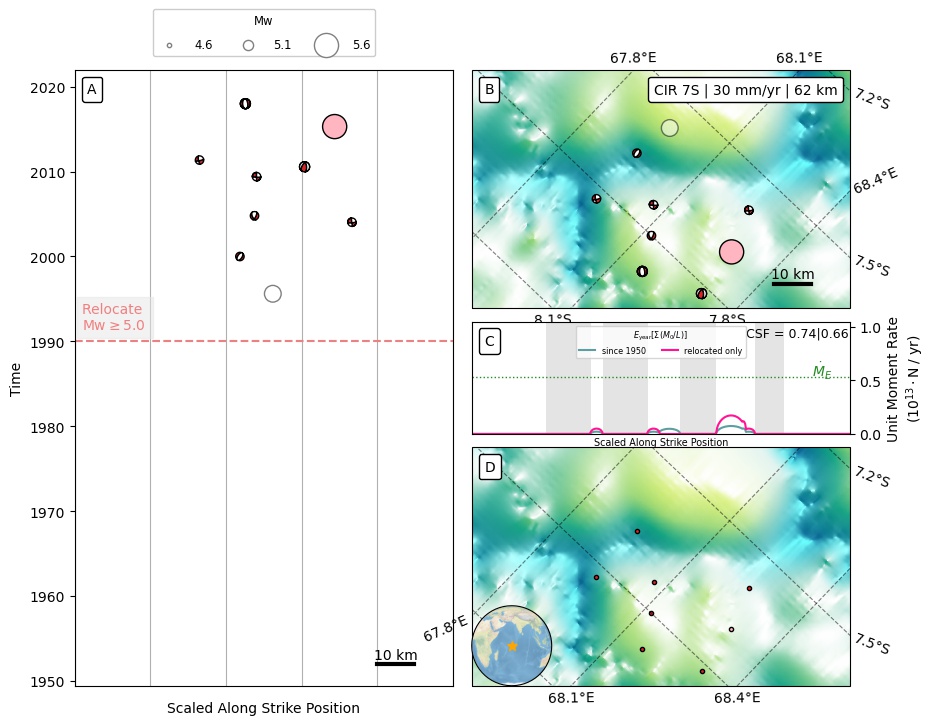 Mw
4.6 5.1 5.6
A
2020
2010
2000
1990
1980
1970
1960
1950
Time
Relocate
Mw ≥ 5.0
10 km
67.8°E
Scaled Along Strike Position
67.8°E 68.1°E
B
CIR 7S | 30 mm/yr | 62 km
7.2°S
68.4°E
7.5°S
10 km
8.1°S 7.8°S
C
E_year[Σ(M₀/L)]
since 1950 relocated only
CSF = 0.74|0.66
Ṁ_E
1.0
0.5
0.0
Unit Moment Rate
(10¹³ · N / yr)
Scaled Along Strike Position
D
7.2°S
7.5°S
68.1°E 68.4°E